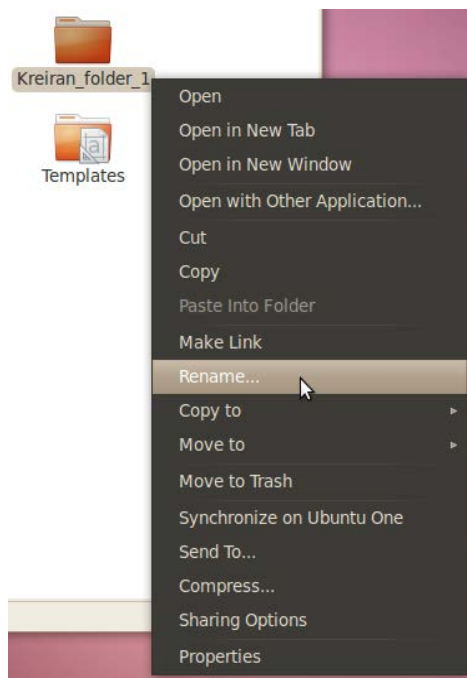 Kreiran_folder_1
Templates
Open
Open in New Tab
Open in New Window
Open with Other Application...
Cut
Copy
Paste Into Folder
Make Link
Rename...
Copy to
Move to
Move to Trash
Synchronize on Ubuntu One
Send To...
Compress...
Sharing Options
Properties